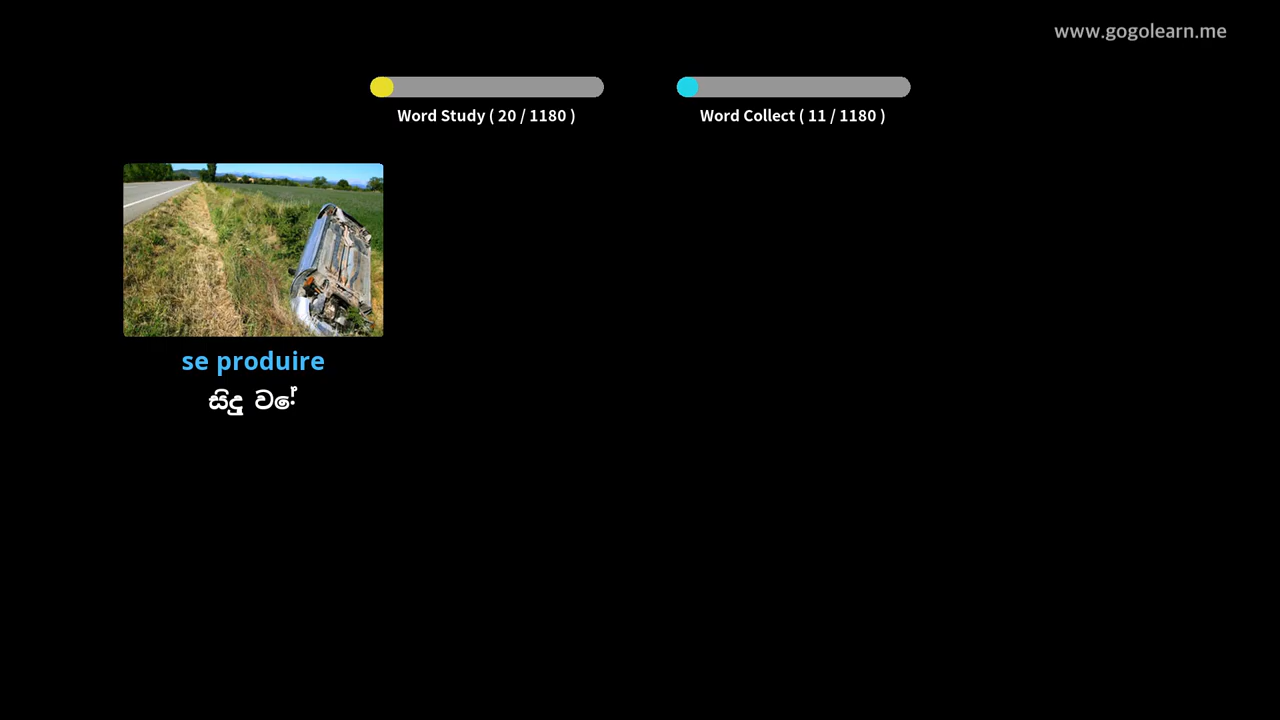 www.gogolearn.me
Word Study ( 20 / 1180 )
Word Collect ( 11 / 1180 )
se produire
සිදු වේ.